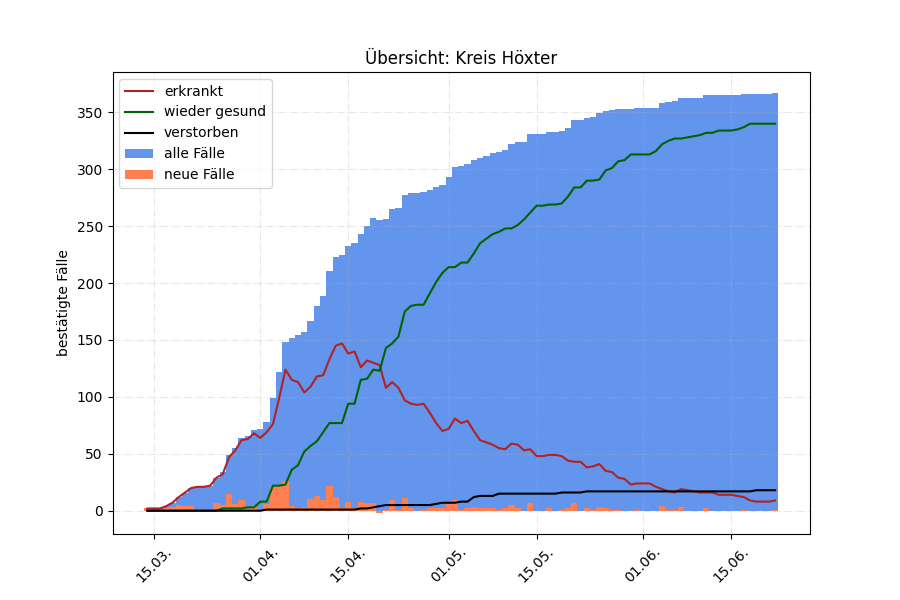 Übersicht: Kreis Höxter
erkrankt
wieder gesund
verstorben
alle Fälle
neue Fälle
bestätigte Fälle
350
300
250
200
150
100
50
0
15.03.
01.04.
15.04.
01.05.
15.05.
01.06.
15.06.